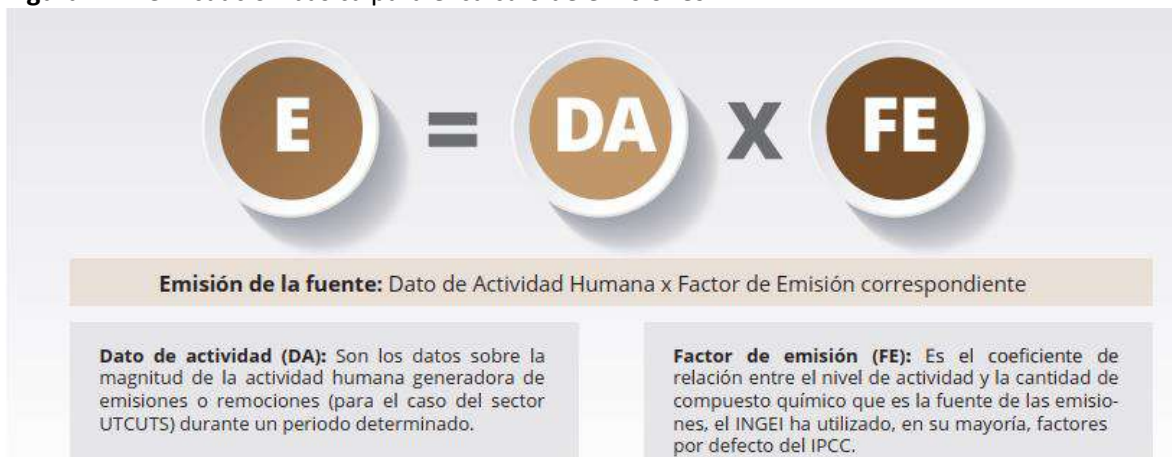 E = DA X FE
Emisión de la fuente: Dato de Actividad Humana x Factor de Emisión correspondiente
Dato de actividad (DA): Son los datos sobre la
magnitud de la actividad humana generadora de
emisiones o remociones (para el caso del sector
UTCUTS) durante un periodo determinado.
Factor de emisión (FE): Es el coeficiente de
relación entre el nivel de actividad y la cantidad de
compuesto químico que es la fuente de las emisio-
nes, el INGEI ha utilizado, en su mayoría, factores
por defecto del IPCC.